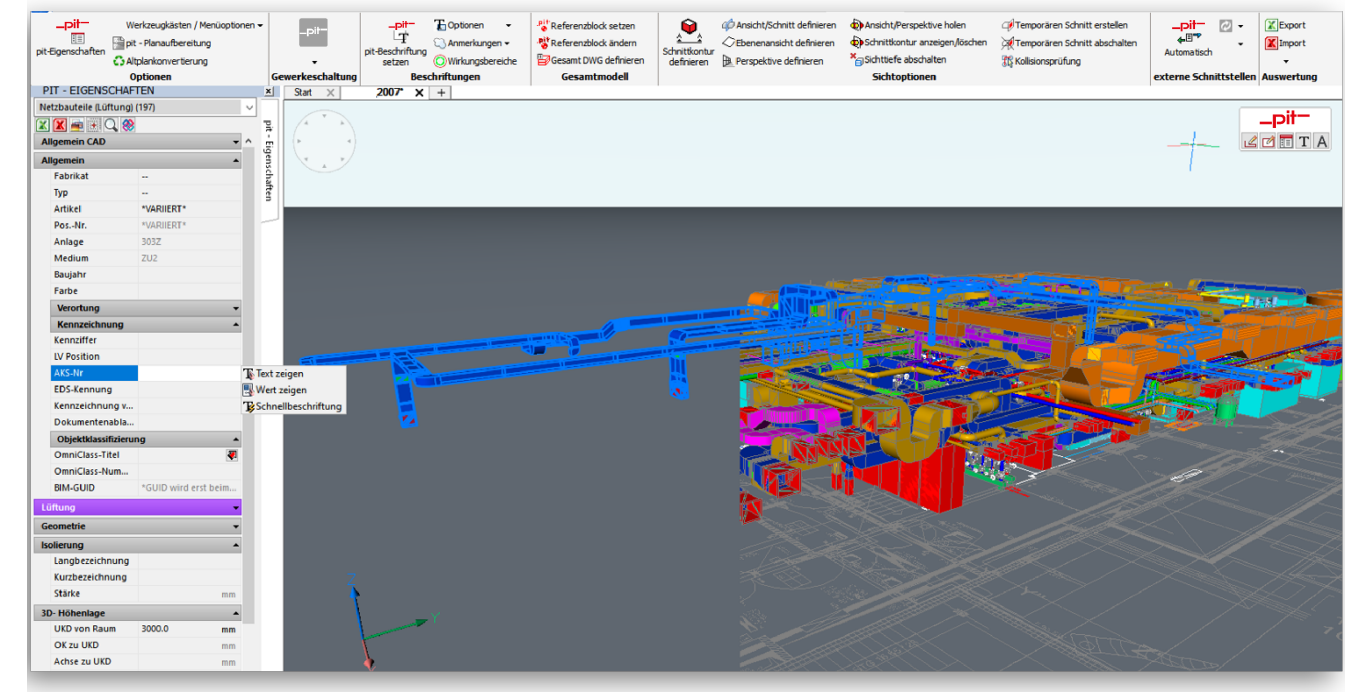 _pit—
pit-Eigenschaften
Werkzeugkästen / Menüoptionen
pit - Planaufbereitung
Altplankonvertierung
Optionen
_pit—
Gewerkeschaltung
_pit—
pit-Beschriftung
setzen
Optionen
Anmerkungen
Wirkungsbereiche
Beschriftungen
Referenzblock setzen
Referenzblock ändern
Gesamt DWG definieren
Gesamtmodell
Schnittkontur
definieren
Ansicht/Schnitt definieren
Ebenenansicht definieren
Perspektive definieren
Ansicht/Perspektive holen
Schnittkontur anzeigen/löschen
Sichttiefe abschalten
Temporären Schnitt erstellen
Temporären Schnitt abschalten
Kollisionsprüfung
Sichtoptionen
_pit—
Automatisch
externe Schnittstellen
Export
Import
Auswertung
PIT - EIGENSCHAFTEN
Start
2007*
Netzbauteile (Lüftung) (197)
pit - Eigenschaften
_pit—
T A
Allgemein CAD
Allgemein
Fabrikat --
Typ --
Artikel *VARIIERT*
Pos.-Nr. *VARIIERT*
Anlage 303Z
Medium ZU2
Baujahr
Farbe
Verortung
Kennzeichnung
Kennziffer
LV Position
AKS-Nr
EDS-Kennung
Kennzeichnung v...
Dokumentenabla...
Text zeigen
Wert zeigen
Schnellbeschriftung
Objektklassifizierung
OmniClass-Titel
OmniClass-Num...
BIM-GUID *GUID wird erst beim...
Lüftung
Geometrie
Isolierung
Langbezeichnung
Kurzbezeichnung
Stärke mm
3D- Höhenlage
UKD von Raum 3000.0 mm
OK zu UKD mm
Achse zu UKD mm
Z
Y